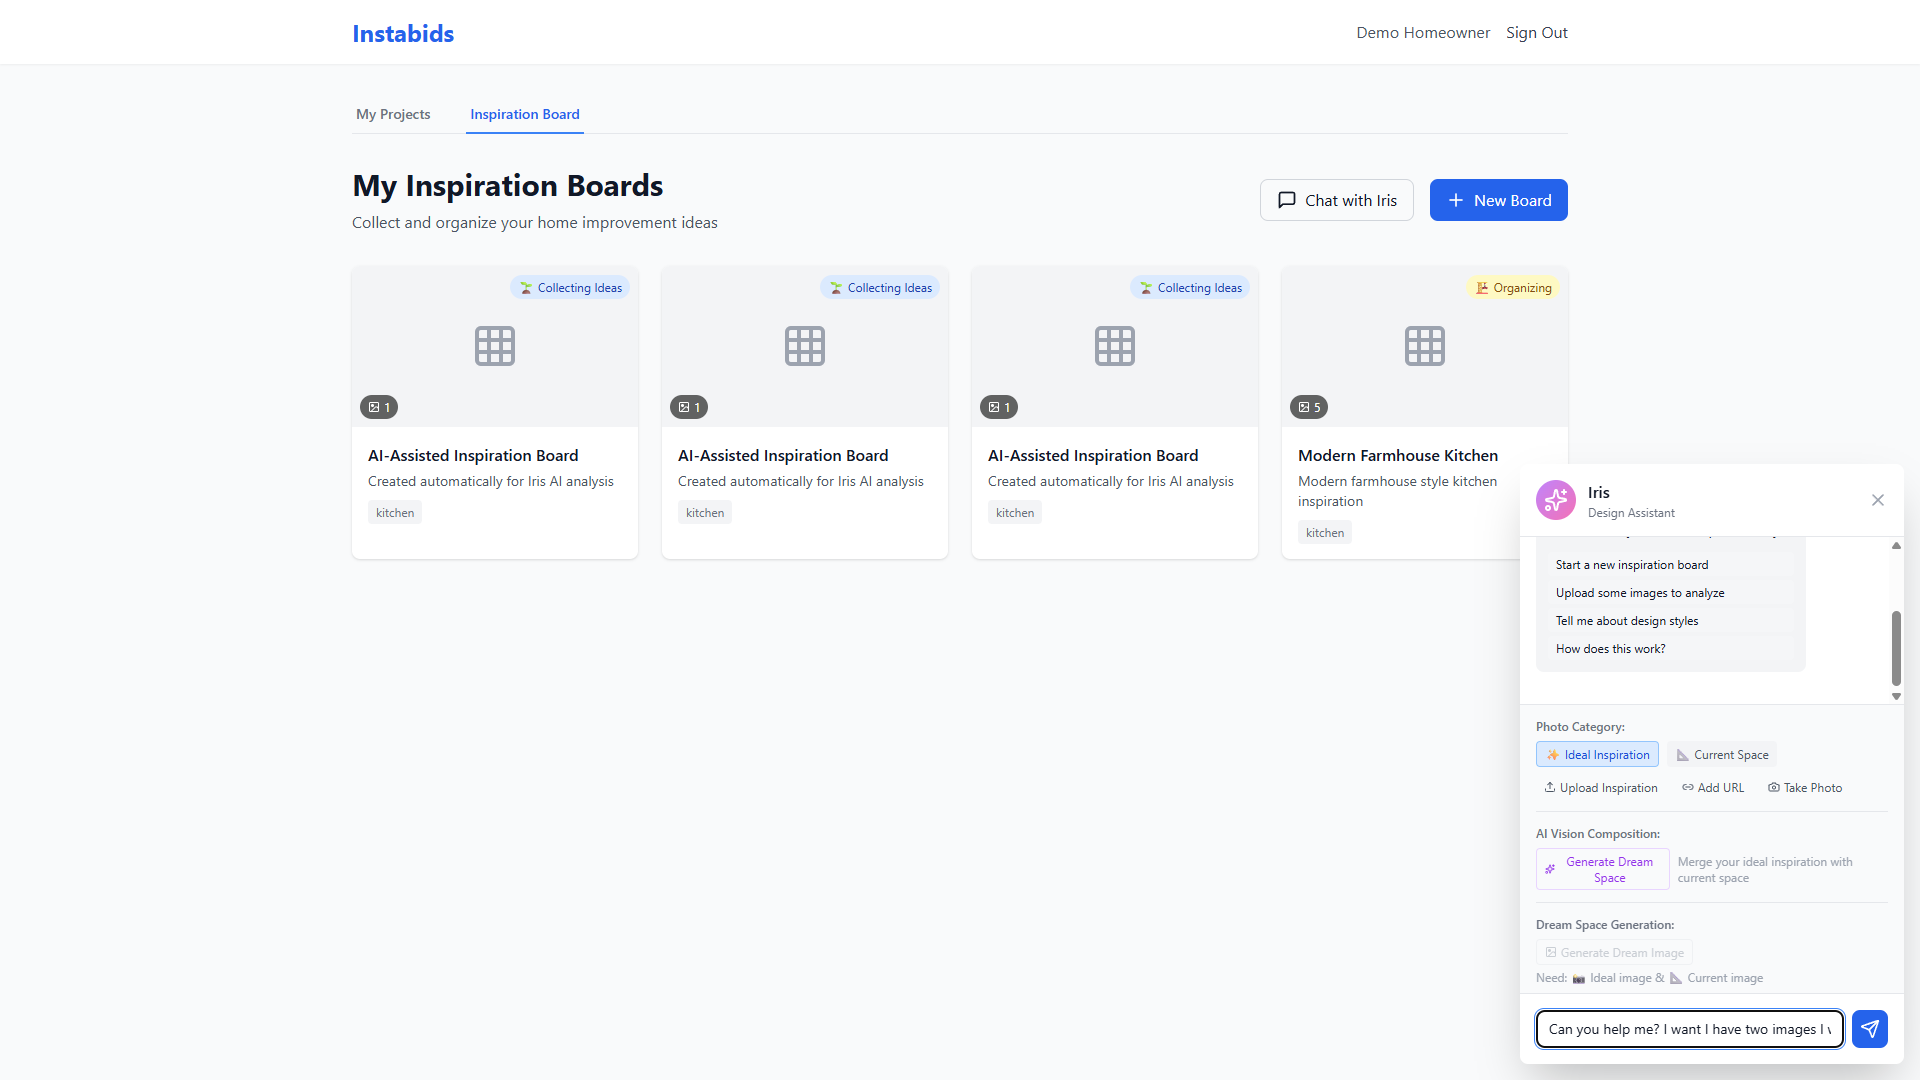 Instabids
Demo Homeowner
Sign Out
My Projects
Inspiration Board
My Inspiration Boards
Collect and organize your home improvement ideas
Chat with Iris
New Board
Collecting Ideas
1
AI-Assisted Inspiration Board
Created automatically for Iris AI analysis
kitchen
Collecting Ideas
1
AI-Assisted Inspiration Board
Created automatically for Iris AI analysis
kitchen
Collecting Ideas
1
AI-Assisted Inspiration Board
Created automatically for Iris AI analysis
kitchen
Organizing
5
Modern Farmhouse Kitchen
Modern farmhouse style kitchen
inspiration
kitchen
Iris
Design Assistant
Start a new inspiration board
Upload some images to analyze
Tell me about design styles
How does this work?
Photo Category:
Ideal Inspiration
Current Space
Upload Inspiration
Add URL
Take Photo
AI Vision Composition:
Generate Dream
Space
Merge your ideal inspiration with
current space
Dream Space Generation:
Generate Dream Image
Need: Ideal image & Current image
Can you help me? I want I have two images I